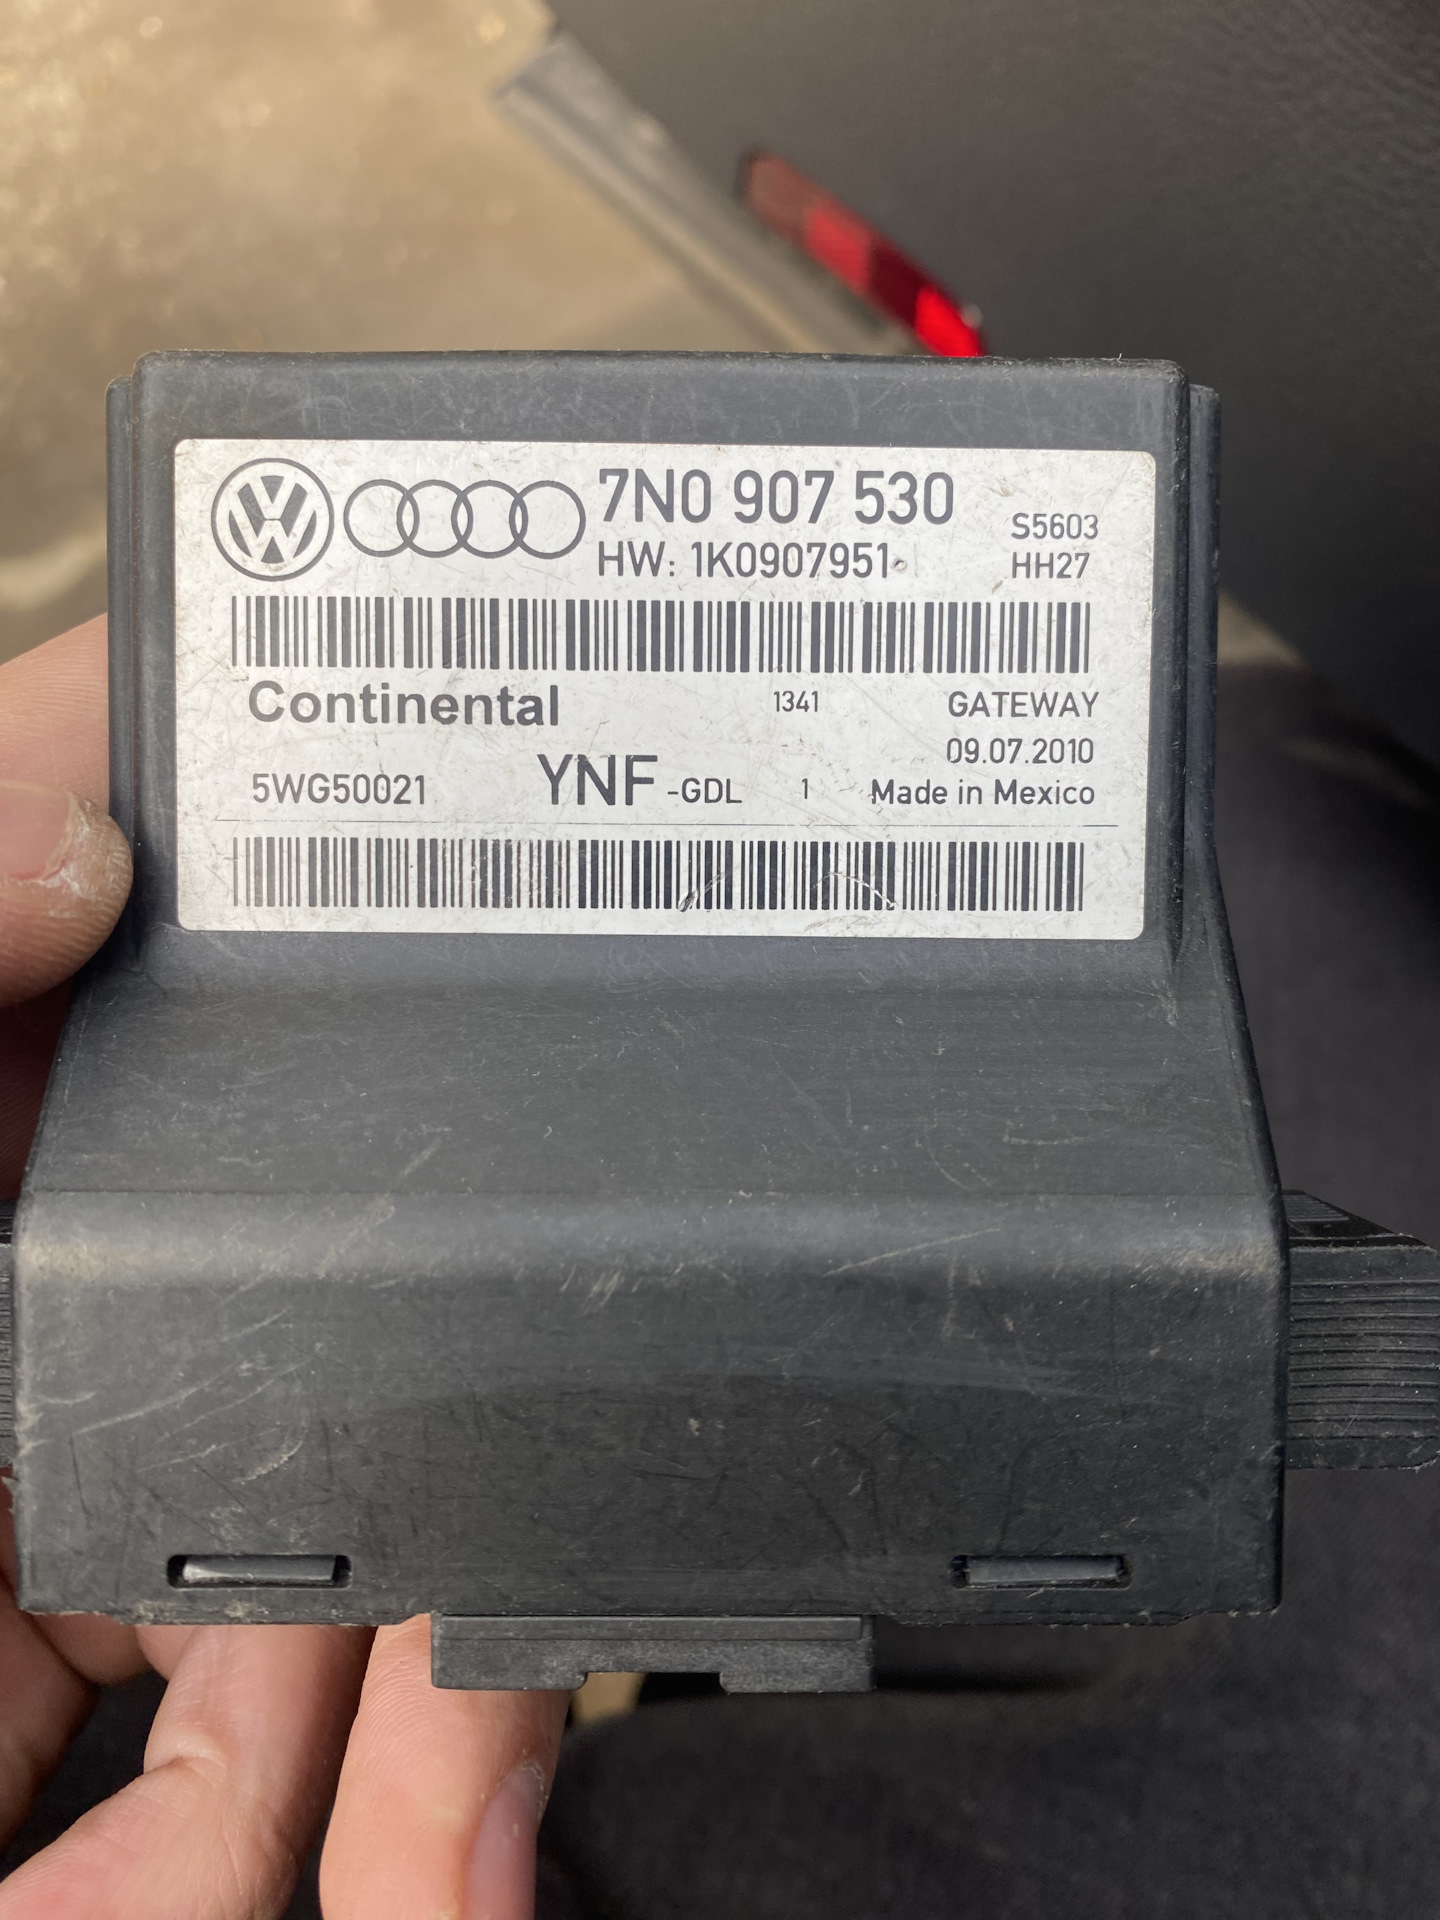 7N0 907 530
HW: 1K0907951
S5603
HH27
Continental
1341
GATEWAY
09.07.2010
5WG50021
YNF -GDL
1
Made in Mexico